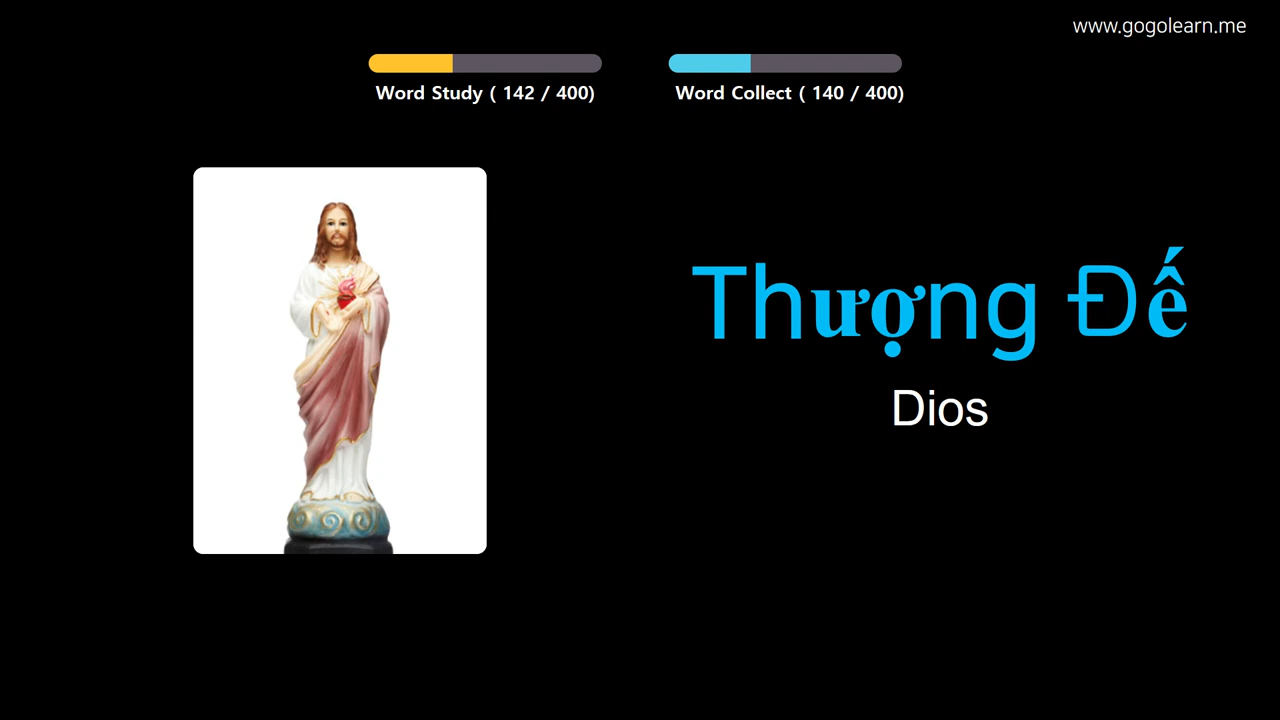 www.gogolearn.me
Word Study ( 142 / 400)
Word Collect ( 140 / 400)
Thượng Đế
Dios